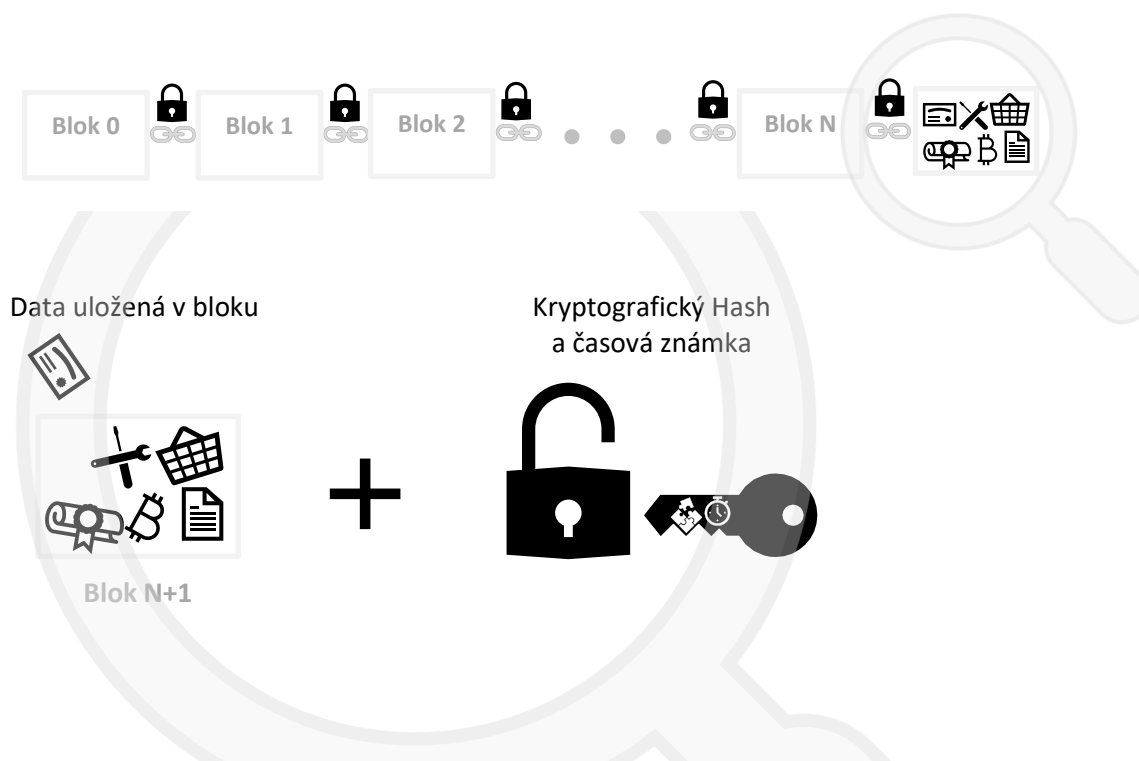 Blok 0
Blok 1
Blok 2
Blok N
Data uložená v bloku
Kryptografický Hash
a časová známka
Blok N+1